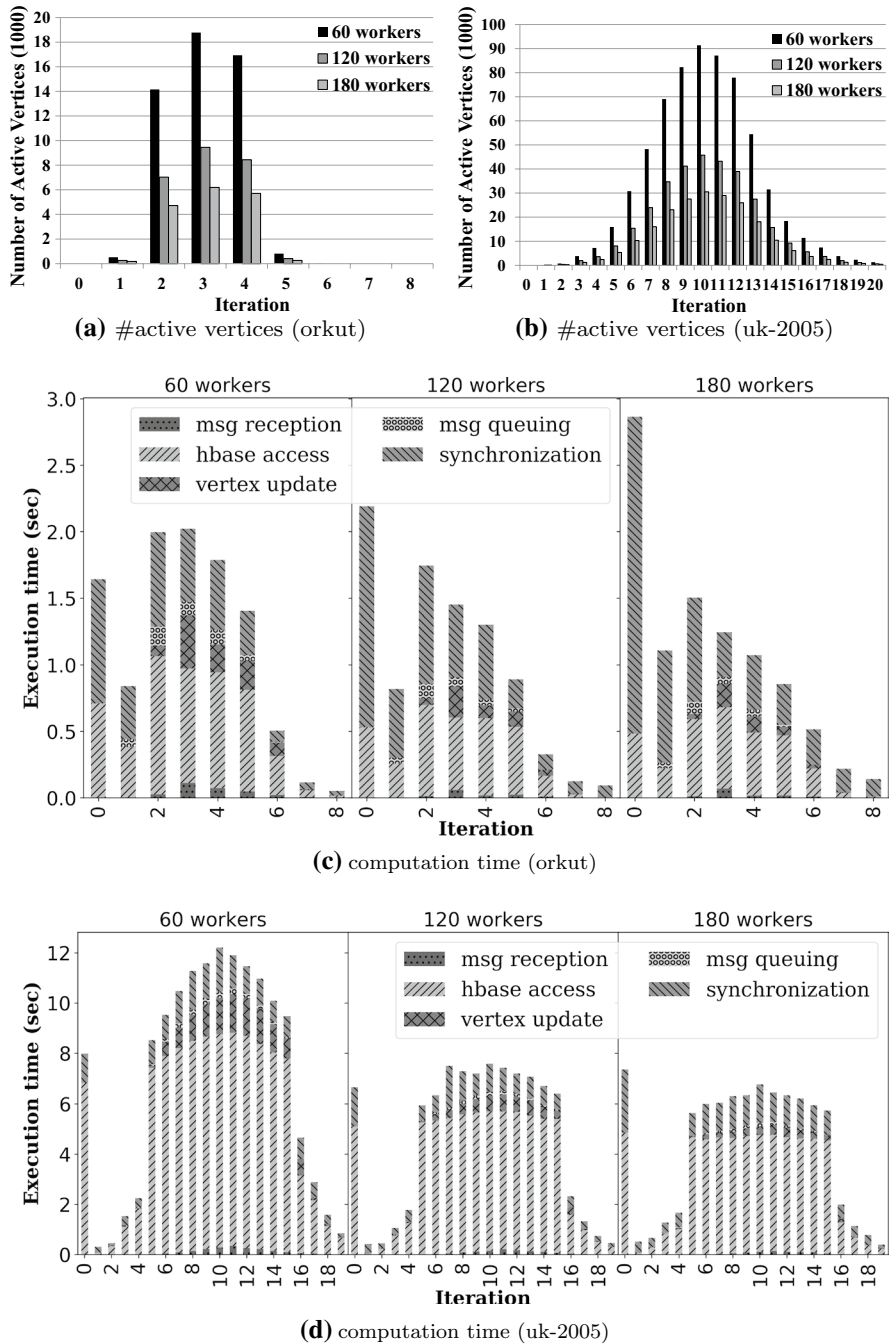 Number of Active Vertices (1000)
20
18
16
14
12
10
8
6
4
2
0
60 workers
120 workers
180 workers
0 1 2 3 4 5 6 7 8
Iteration
(a) #active vertices (orkut)
Number of Active Vertices (1000)
100
90
80
70
60
50
40
30
20
10
0
60 workers
120 workers
180 workers
0 1 2 3 4 5 6 7 8 9 10 11 12 13 14 15 16 17 18 19 20
Iteration
(b) #active vertices (uk-2005)
60 workers 120 workers 180 workers
Execution time (sec)
3.0
2.5
2.0
1.5
1.0
0.5
0.0
msg reception msg queuing
hbase access synchronization
vertex update
0 2 4 6 8 0 2 4 6 8 0 2 4 6 8
Iteration
(c) computation time (orkut)
60 workers 120 workers 180 workers
Execution time (sec)
12
10
8
6
4
2
0
msg reception msg queuing
hbase access synchronization
vertex update
0 2 4 6 8 10 12 14 16 18 0 2 4 6 8 10 12 14 16 18 0 2 4 6 8 10 12 14 16 18
Iteration
(d) computation time (uk-2005)